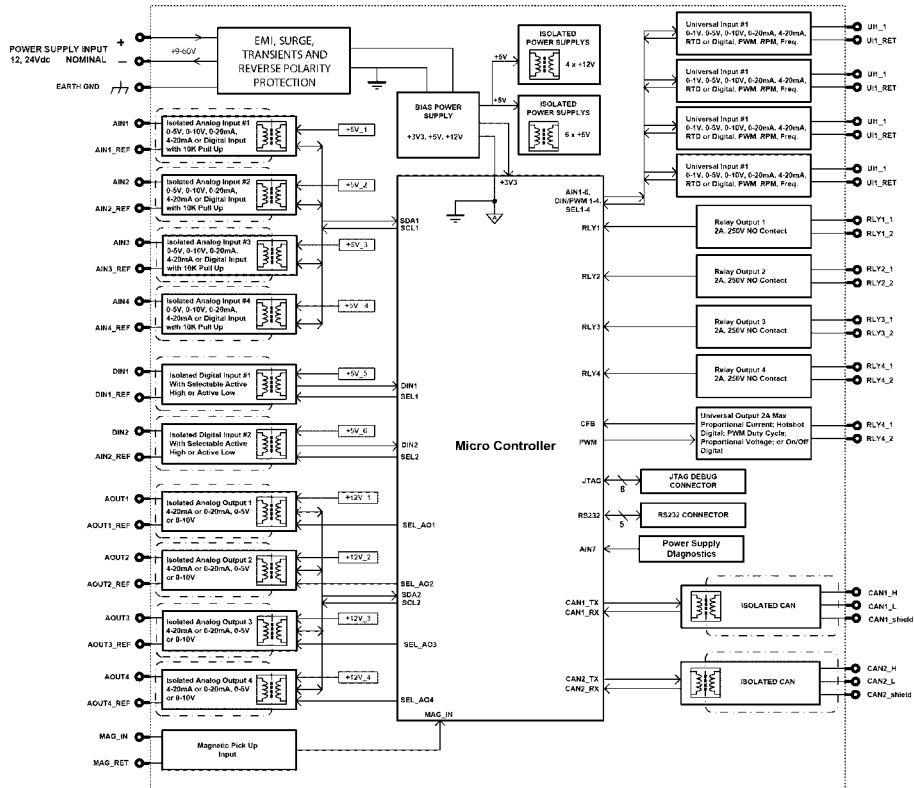 POWER SUPPLY INPUT
12, 24Vdc NOMINAL
+
−
EARTH GND
+9-60V
EMI, SURGE,
TRANSIENTS AND
REVERSE POLARITY
PROTECTION
BIAS POWER
SUPPLY
+3V3, +5V, +12V
+5V
ISOLATED
POWER SUPPLYS
4 x +12V
+5V
ISOLATED
POWER SUPPLYS
6 x +5V
+3V3
A
AIN1
AIN1_REF
Isolated Analog Input #1
0-5V, 0-10V, 0-20mA,
4-20mA or Digital Input
with 10K Pull Up
+5V_1
AIN2
AIN2_REF
Isolated Analog Input #2
0-5V, 0-10V, 0-20mA,
4-20mA or Digital Input
with 10K Pull Up
+5V_2
AIN3
AIN3_REF
Isolated Analog Input #3
0-5V, 0-10V, 0-20mA,
4-20mA or Digital Input
with 10K Pull Up
+5V_3
AIN4
AIN4_REF
Isolated Analog Input #4
0-5V, 0-10V, 0-20mA,
4-20mA or Digital Input
with 10K Pull Up
+5V_4
SDA1
SCL1
DIN1
DIN1_REF
Isolated Digital Input #1
With Selectable Active
High or Active Low
+5V_5
DIN1
SEL1
DIN2
AIN2_REF
Isolated Digital Input #2
With Selectable Active
High or Active Low
+5V_6
DIN2
SEL2
AOUT1
AOUT1_REF
Isolated Analog Output 1
4-20mA or 0-20mA, 0-5V
or 0-10V
+12V_1
SEL_AO1
AOUT2
AOUT2_REF
Isolated Analog Output 2
4-20mA or 0-20mA, 0-5V
or 0-10V
+12V_2
SEL_AO2
SDA2
SCL2
AOUT3
AOUT3_REF
Isolated Analog Output 3
4-20mA or 0-20mA, 0-5V
or 0-10V
+12V_3
SEL_AO3
AOUT4
AOUT4_REF
Isolated Analog Output 4
4-20mA or 0-20mA, 0-5V
or 0-10V
+12V_4
SEL_AO4
MAG_IN
MAG_IN
MAG_RET
Magnetic Pick Up
Input
Micro Controller
AIN1-6,
DIN/PWM 1-4,
SEL1-4
Universal Input #1
0-1V, 0-5V, 0-10V, 0-20mA, 4-20mA,
RTD or Digital, PWM, RPM, Freq.
UI1_1
UI1_RET
Universal Input #1
0-1V, 0-5V, 0-10V, 0-20mA, 4-20mA,
RTD or Digital, PWM, RPM, Freq.
UI1_1
UI1_RET
Universal Input #1
0-1V, 0-5V, 0-10V, 0-20mA, 4-20mA,
RTD or Digital, PWM, RPM, Freq.
UI1_1
UI1_RET
Universal Input #1
0-1V, 0-5V, 0-10V, 0-20mA, 4-20mA,
RTD or Digital, PWM, RPM, Freq.
UI1_1
UI1_RET
RLY1
Relay Output 1
2A, 250V NO Contact
RLY1_1
RLY1_2
RLY2
Relay Output 2
2A, 250V NO Contact
RLY2_1
RLY2_2
RLY3
Relay Output 3
2A, 250V NO Contact
RLY3_1
RLY3_2
RLY4
Relay Output 4
2A, 250V NO Contact
RLY4_1
RLY4_2
CFB
PWM
Universal Output 2A Max
Proportional Current; Hotshot
Digital; PWM Duty Cycle;
Proportional Voltage; or On/Off
Digital
RLY4_1
RLY4_2
JTAG
8
JTAG DEBUG
CONNECTOR
RS232
5
RS232 CONNECTOR
AIN7
Power Supply
Diagnostics
CAN1_TX
CAN1_RX
ISOLATED CAN
CAN1_H
CAN1_L
CAN1_shield
CAN2_TX
CAN2_RX
ISOLATED CAN
CAN2_H
CAN2_L
CAN2_shield